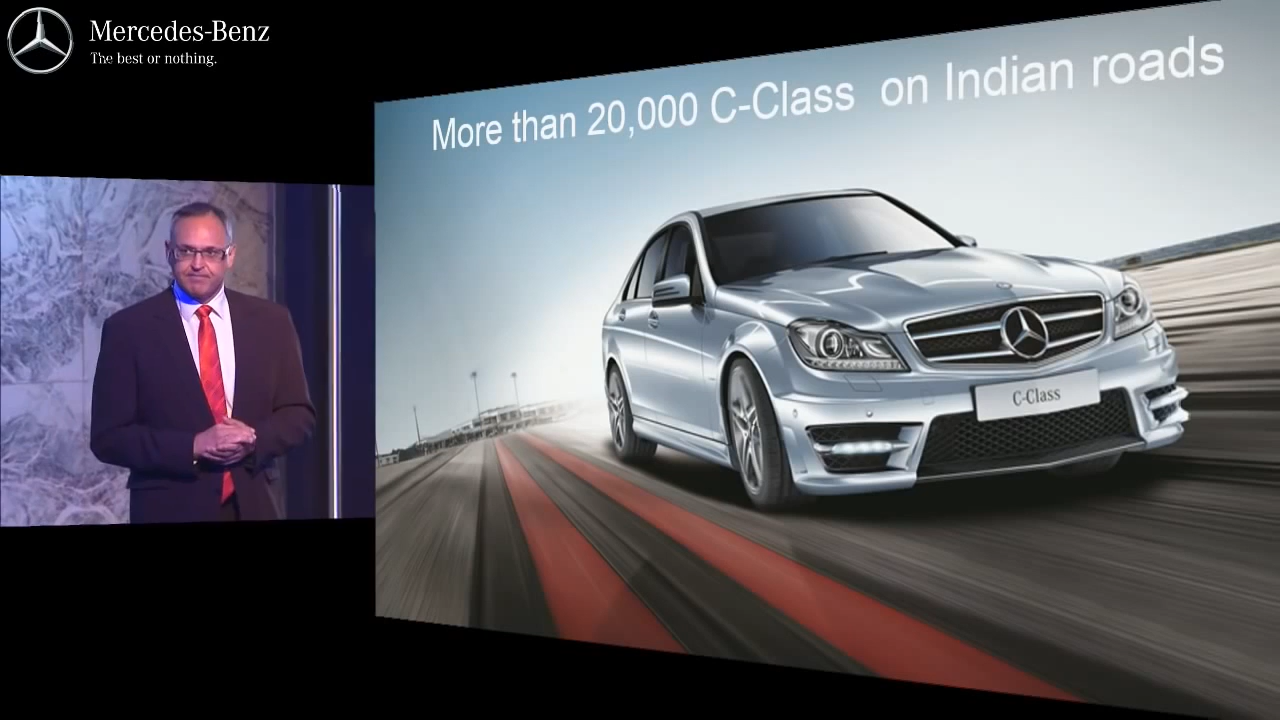 Mercedes-Benz
The best or nothing.
More than 20,000 C-Class on Indian roads
C-Class